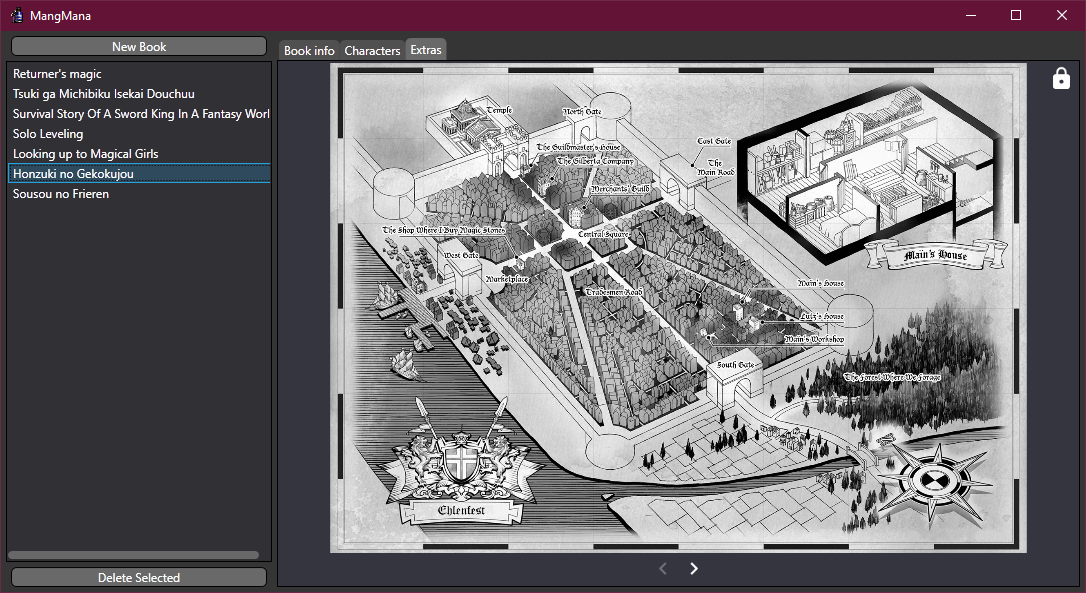 MangMana
New Book
Book info
Characters
Extras
Returner's magic
Tsuki ga Michibiku Isekai Douchuu
Survival Story Of A Sword King In A Fantasy Worl
Solo Leveling
Looking up to Magical Girls
Honzuki no Gekokujou
Sousou no Frieren
Delete Selected
Temple
North Gate
The Guildmaster's House
The Gilberta Company
East Gate
The
Main Road
Merchants' Guild
The Shop Where I Buy Magic Stones
Central Square
West Gate
Marketplace
Tradesmen Road
Main's House
Main's House
Lutz's House
Main's Workshop
South Gate
The Forest Where We Forage
Ehlenfest